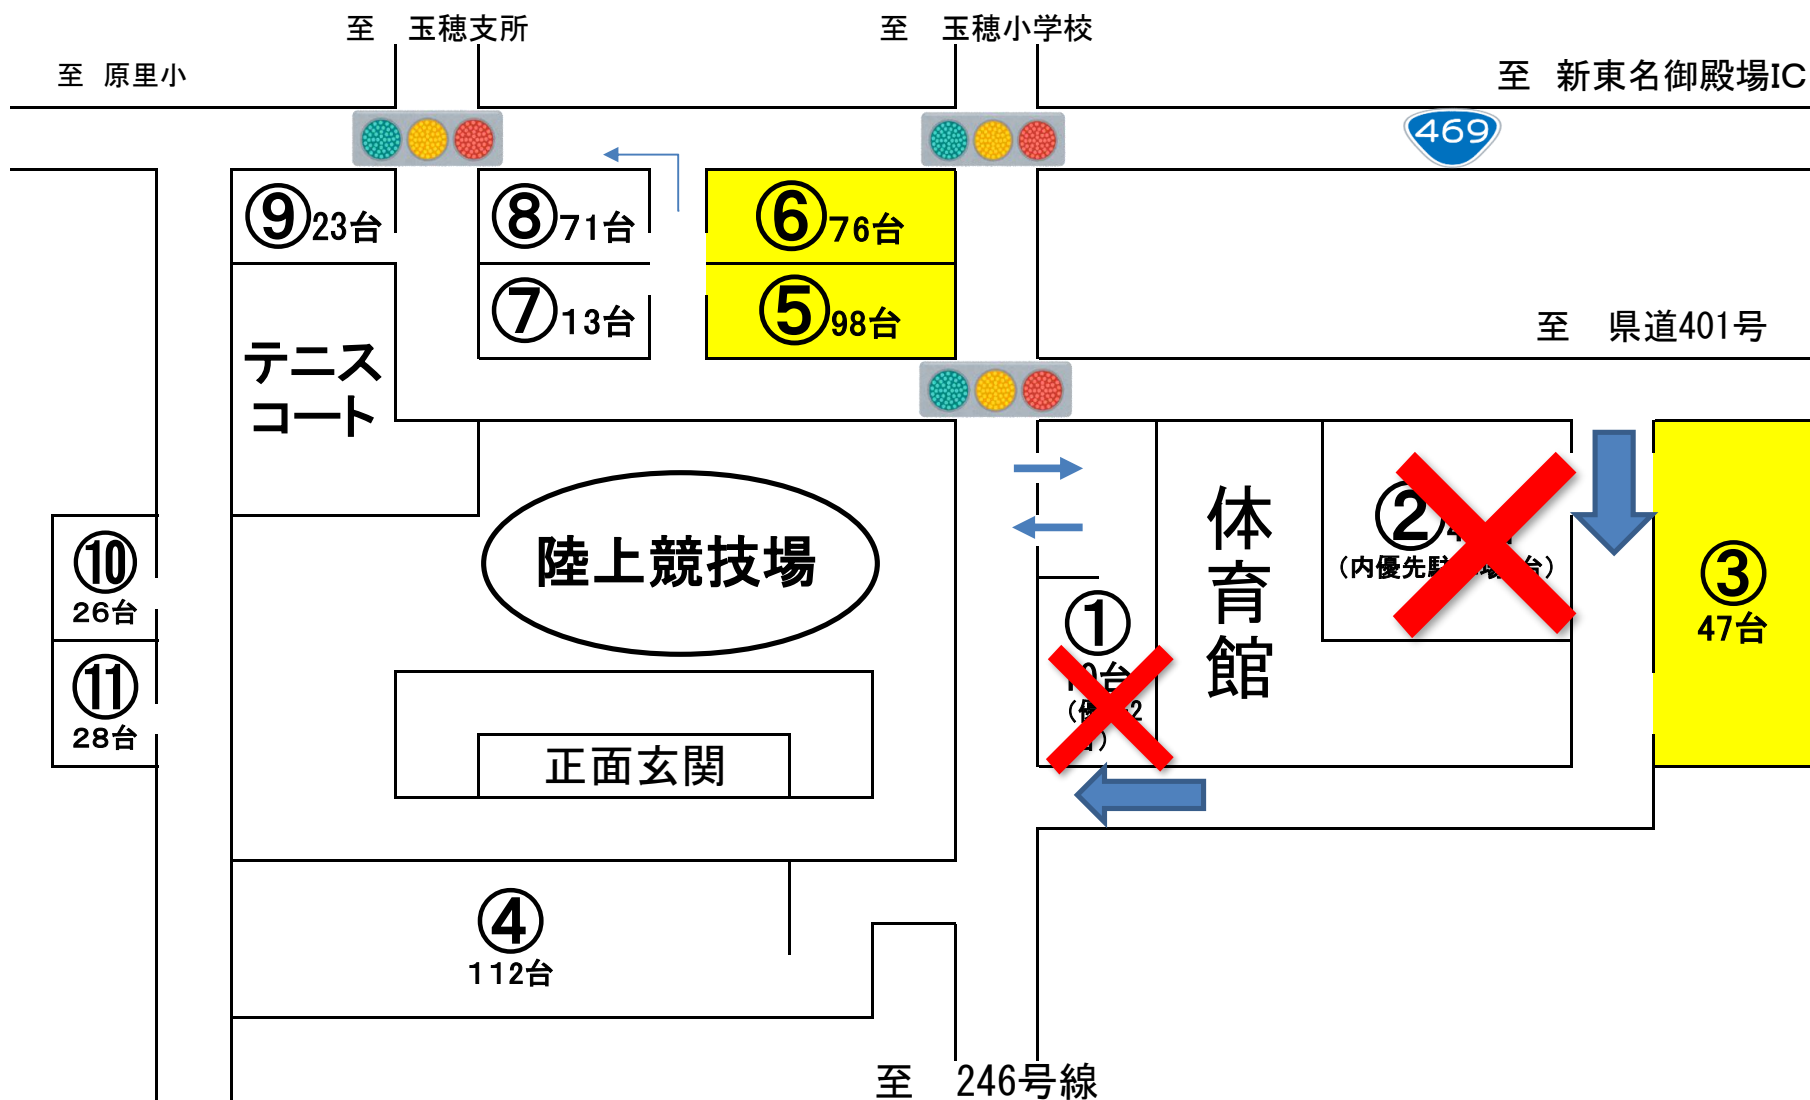 至　玉穂支所
至　玉穂小学校
至　原里小
至　新東名御殿場IC
469
⑨23台
⑧71台
⑥76台
⑦13台
⑤98台
至　県道401号
テニス
コート
陸上競技場
体育館
②
①
③
47台
⑩
26台
⑪
28台
正面玄関
④
112台
至　246号線